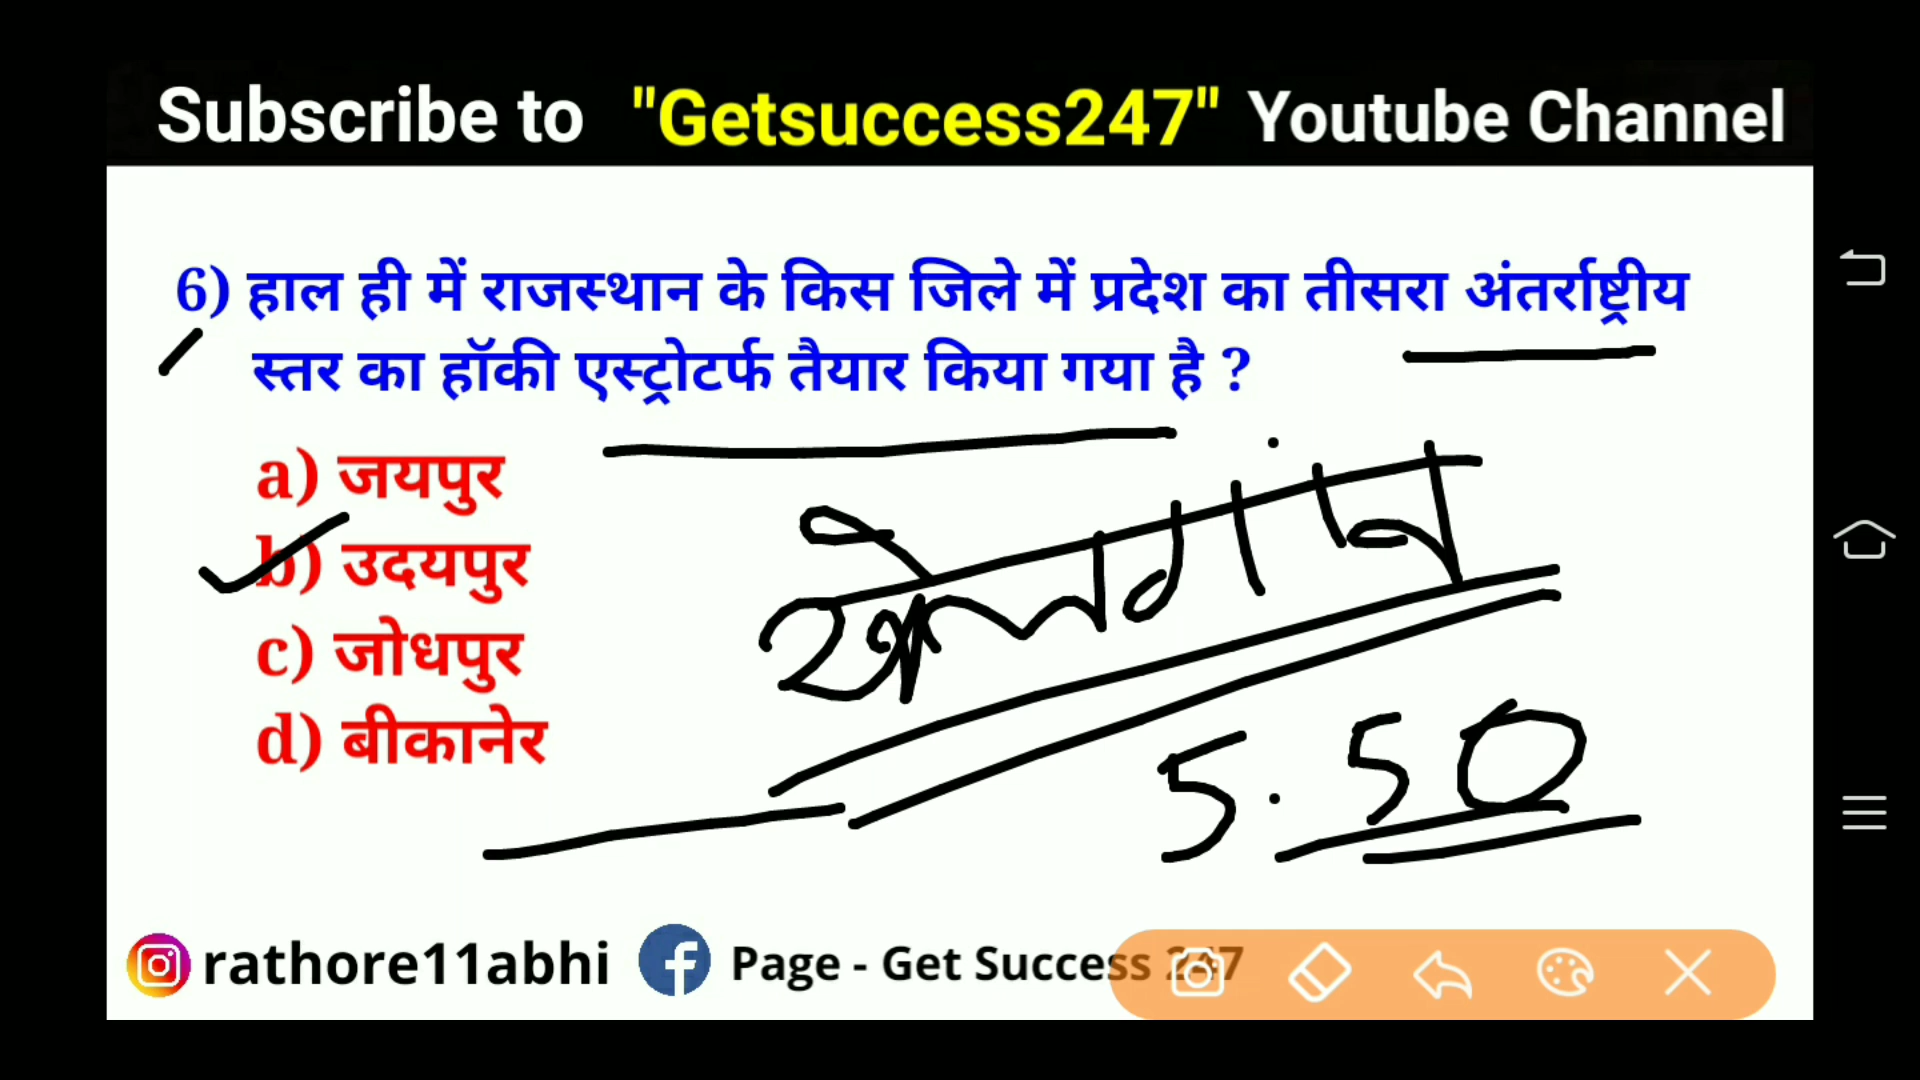 Subscribe to "Getsuccess247" Youtube Channel
6) हाल ही में राजस्थान के किस जिले में प्रदेश का तीसरा अंतर्राष्ट्रीय
स्तर का हॉकी एस्ट्रोटर्फ तैयार किया गया है ?
a) जयपुर
b) उदयपुर
c) जोधपुर
d) बीकानेर
5.50
rathore11abhi Page - Get Success 247